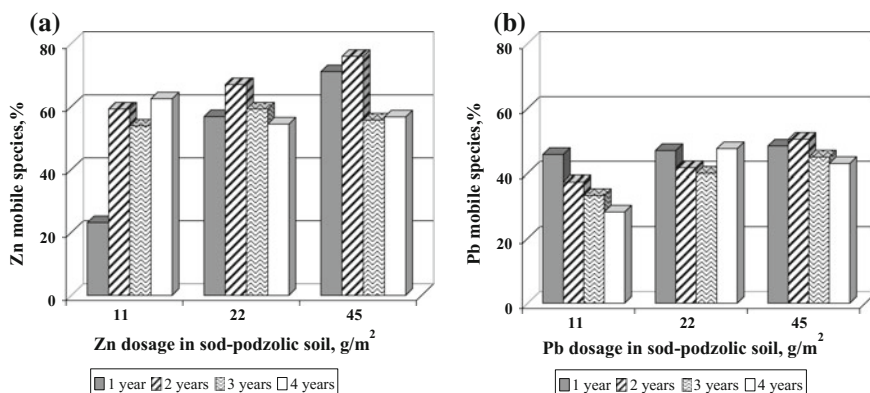 (a)
80
60
40
20
0
Zn mobile species,%
11 22 45
Zn dosage in sod-podzolic soil, g/m²
1 year 2 years 3 years 4 years
(b)
80
60
40
20
0
Pb mobile species,%
11 22 45
Pb dosage in sod-podzolic soil, g/m²
1 year 2 years 3 years 4 years